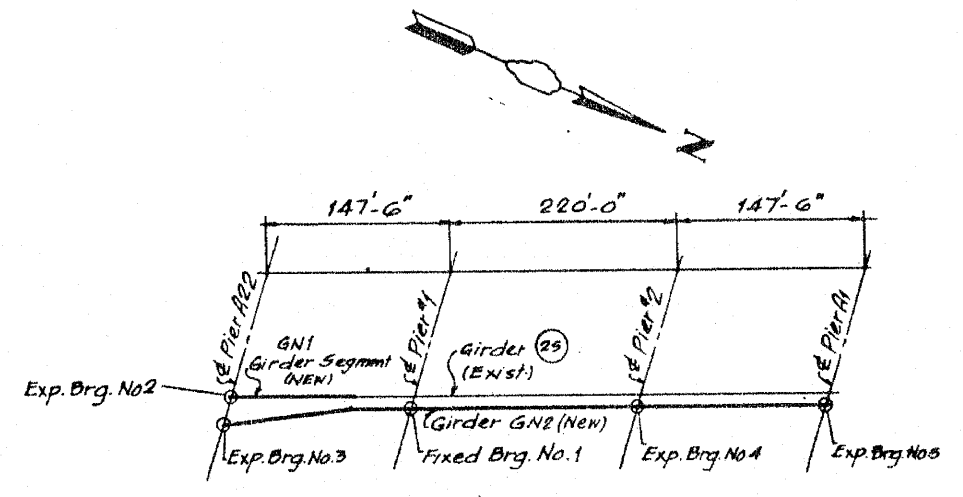 N
147'-6"
220'-0"
147'-6"
℄ Pier A22
℄ Pier #1
℄ Pier #2
℄ Pier A1
GN1
Girder Segmnt
(NEW)
Girder 25
(Exist.)
Exp. Brg. No2
Girder GN2 (New)
Exp. Brg. No.3
Fixed Brg. No. 1
Exp. Brg. No 4
Exp. Brg. No5